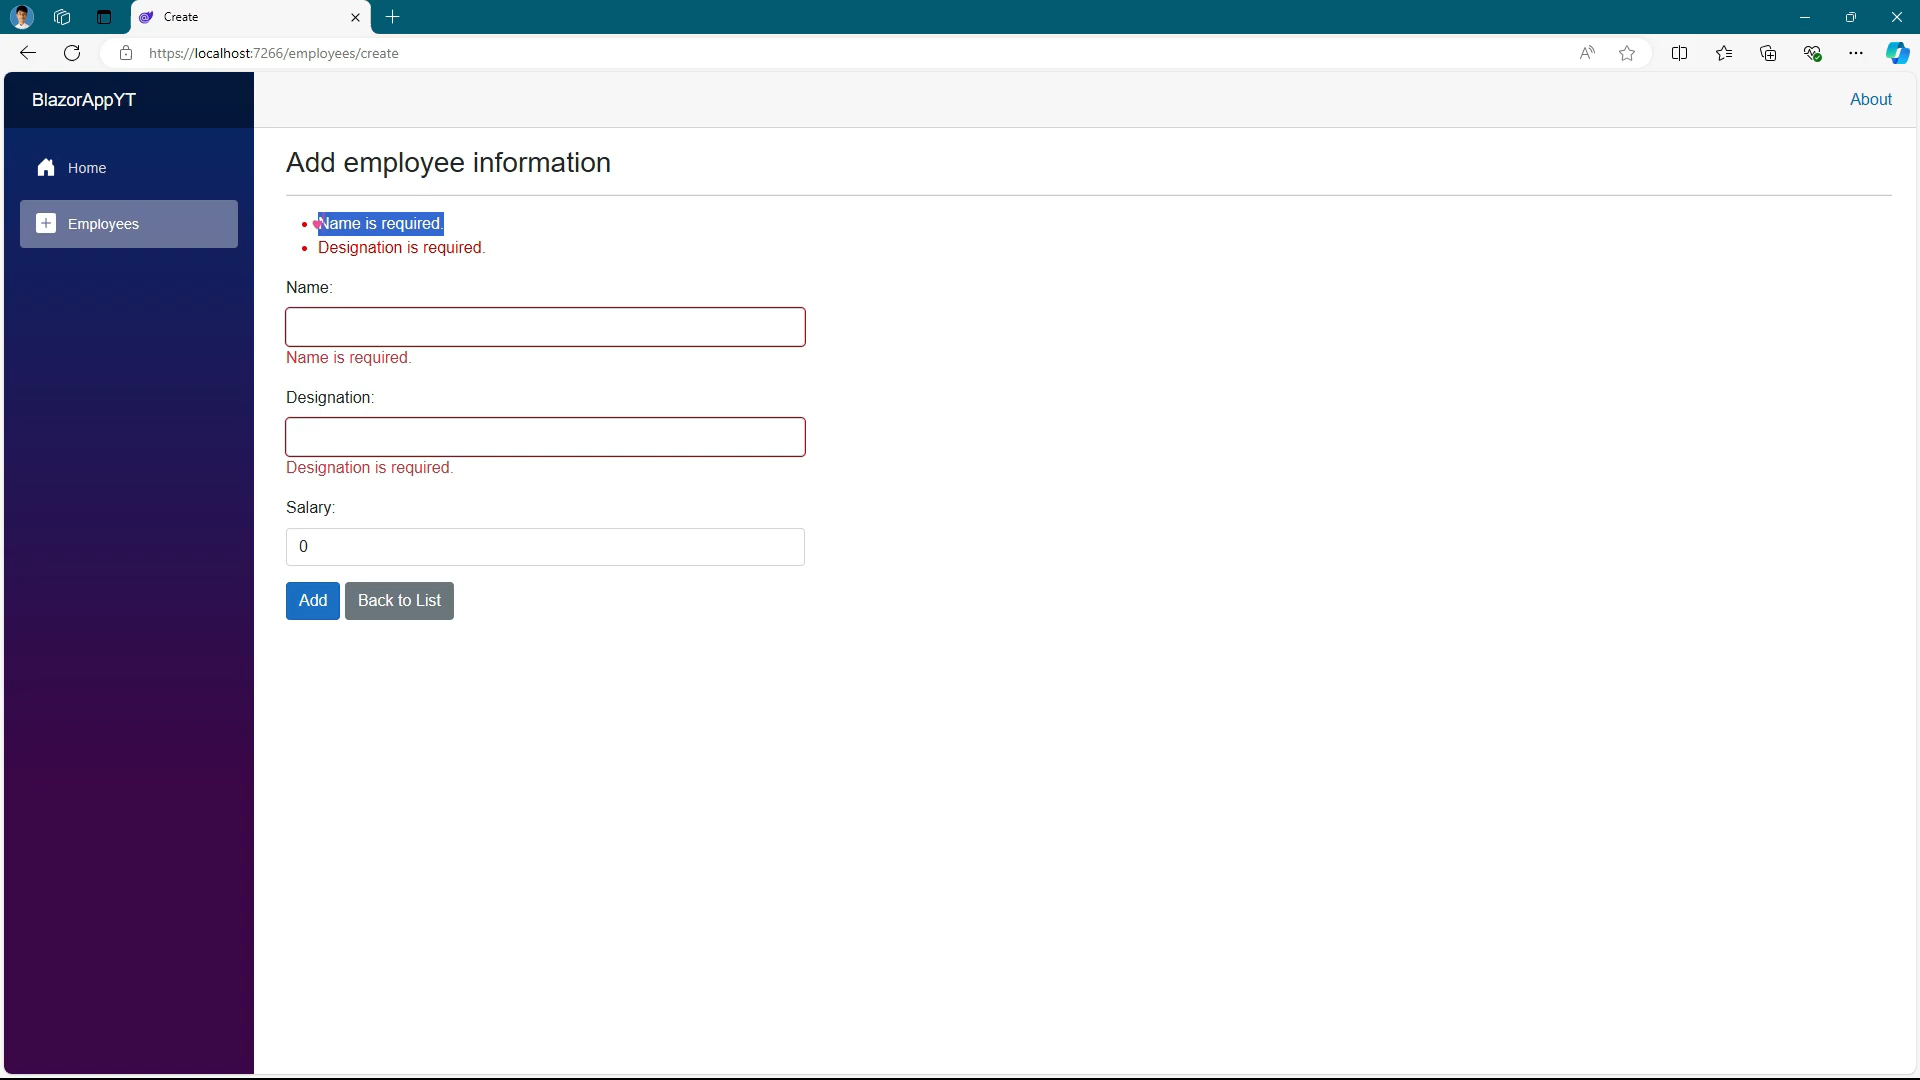 Create
https://localhost:7266/employees/create
BlazorAppYT
About
Home
Employees
Add employee information
Name is required.
Designation is required.
Name:
Name is required.
Designation:
Designation is required.
Salary:
0
Add
Back to List